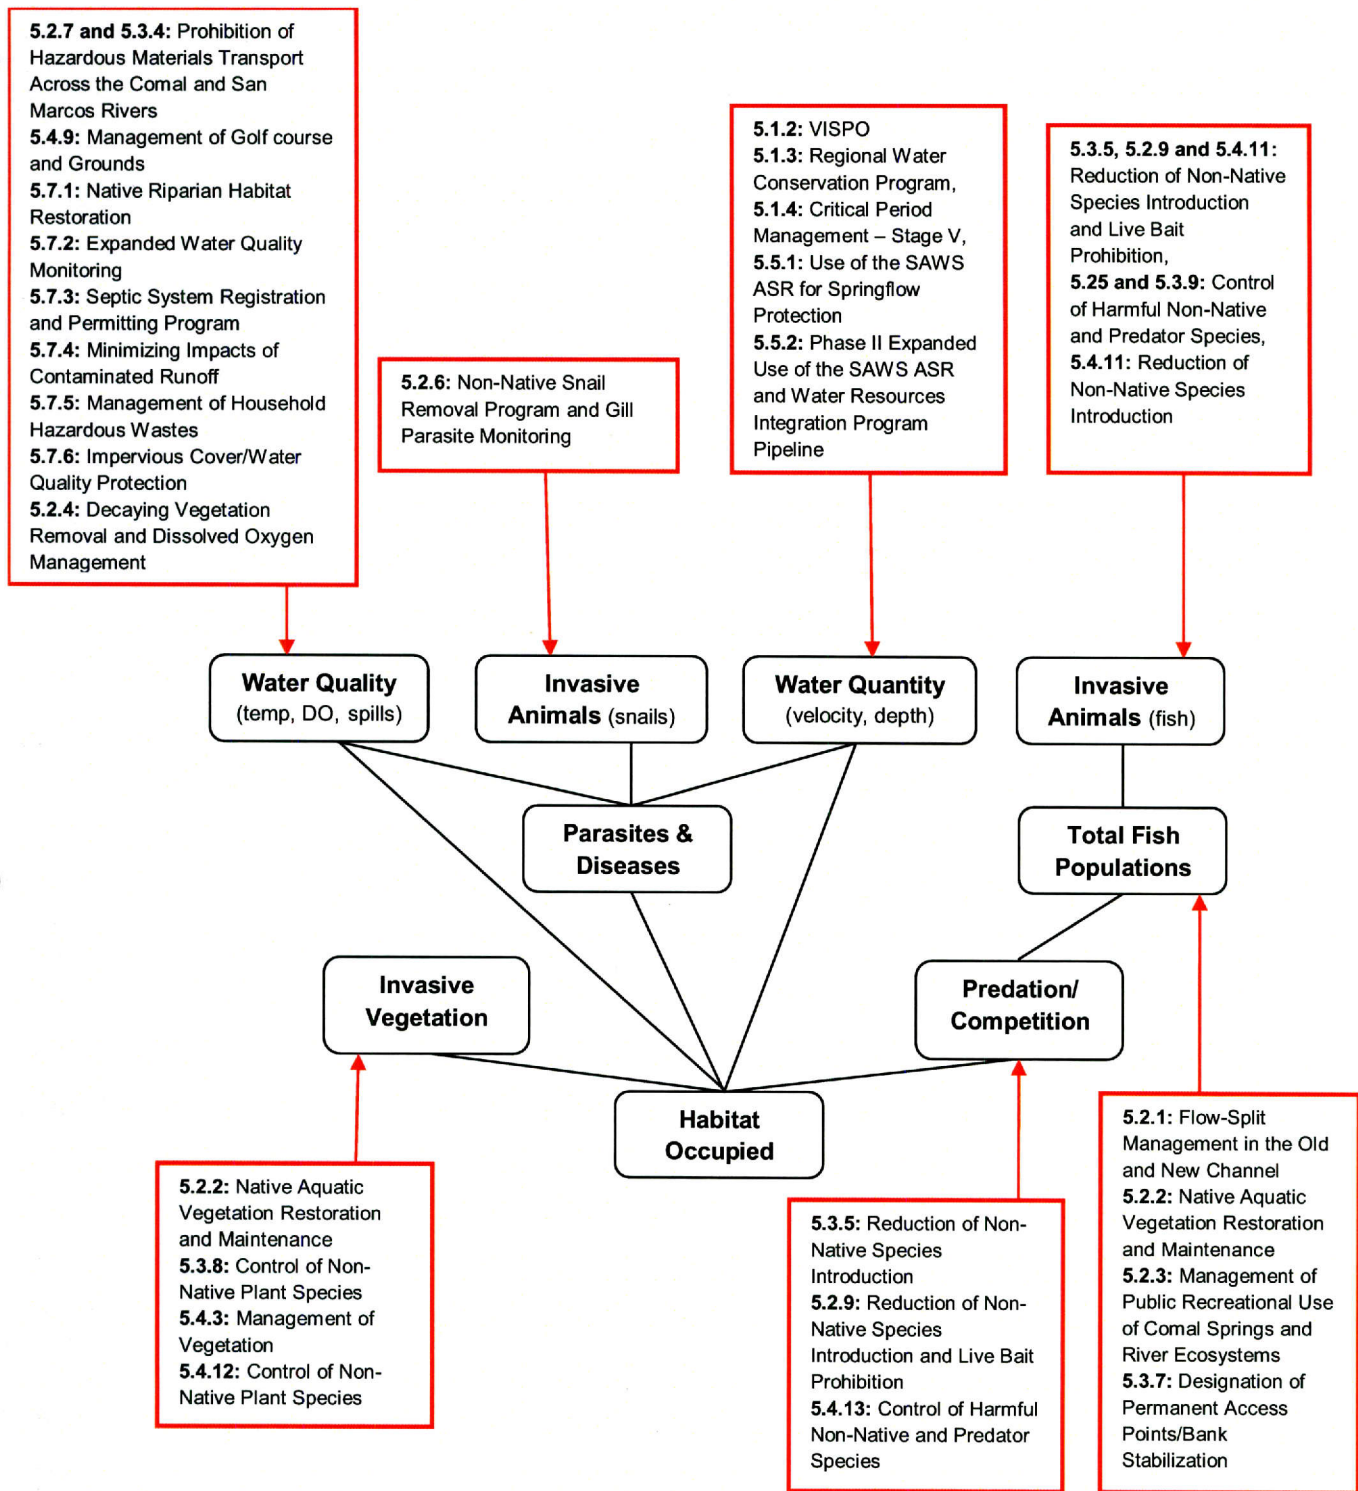 5.2.7 and 5.3.4: Prohibition of
Hazardous Materials Transport
Across the Comal and San
Marcos Rivers
5.4.9: Management of Golf course
and Grounds
5.7.1: Native Riparian Habitat
Restoration
5.7.2: Expanded Water Quality
Monitoring
5.7.3: Septic System Registration
and Permitting Program
5.7.4: Minimizing Impacts of
Contaminated Runoff
5.7.5: Management of Household
Hazardous Wastes
5.7.6: Impervious Cover/Water
Quality Protection
5.2.4: Decaying Vegetation
Removal and Dissolved Oxygen
Management
5.2.6: Non-Native Snail
Removal Program and Gill
Parasite Monitoring
5.1.2: VISPO
5.1.3: Regional Water
Conservation Program,
5.1.4: Critical Period
Management – Stage V,
5.5.1: Use of the SAWS
ASR for Springflow
Protection
5.5.2: Phase II Expanded
Use of the SAWS ASR
and Water Resources
Integration Program
Pipeline
5.3.5, 5.2.9 and 5.4.11:
Reduction of Non-Native
Species Introduction
and Live Bait
Prohibition,
5.25 and 5.3.9: Control
of Harmful Non-Native
and Predator Species,
5.4.11: Reduction of
Non-Native Species
Introduction
Water Quality
(temp, DO, spills)
Invasive
Animals (snails)
Water Quantity
(velocity, depth)
Invasive
Animals (fish)
Parasites &
Diseases
Total Fish
Populations
Invasive
Vegetation
Predation/
Competition
Habitat
Occupied
5.2.2: Native Aquatic
Vegetation Restoration
and Maintenance
5.3.8: Control of Non-
Native Plant Species
5.4.3: Management of
Vegetation
5.4.12: Control of Non-
Native Plant Species
5.3.5: Reduction of Non-
Native Species
Introduction
5.2.9: Reduction of Non-
Native Species
Introduction and Live Bait
Prohibition
5.4.13: Control of Harmful
Non-Native and Predator
Species
5.2.1: Flow-Split
Management in the Old
and New Channel
5.2.2: Native Aquatic
Vegetation Restoration
and Maintenance
5.2.3: Management of
Public Recreational Use
of Comal Springs and
River Ecosystems
5.3.7: Designation of
Permanent Access
Points/Bank
Stabilization